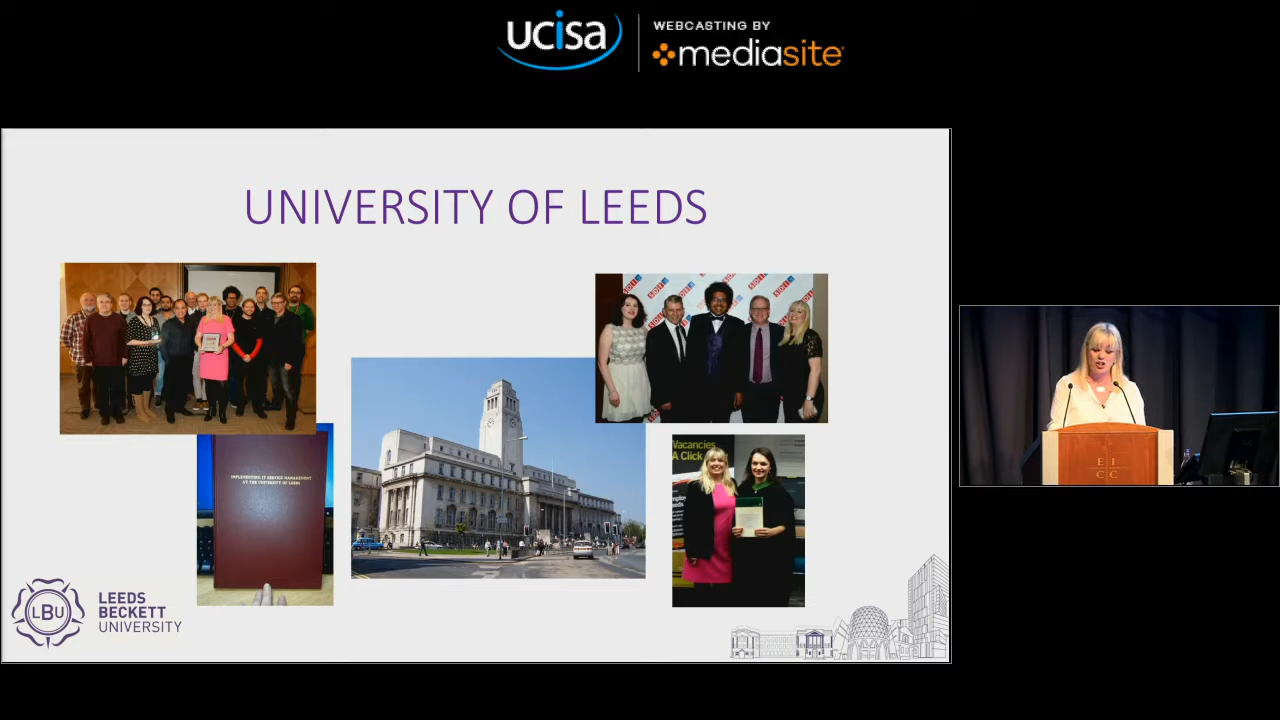 ucisa
WEBCASTING BY
mediasite
UNIVERSITY OF LEEDS
IMPLEMENTING IT SERVICE MANAGEMENT
AT THE UNIVERSITY OF LEEDS
Vacancies
A Click
LBU
LEEDS
BECKETT
UNIVERSITY
E I
C C